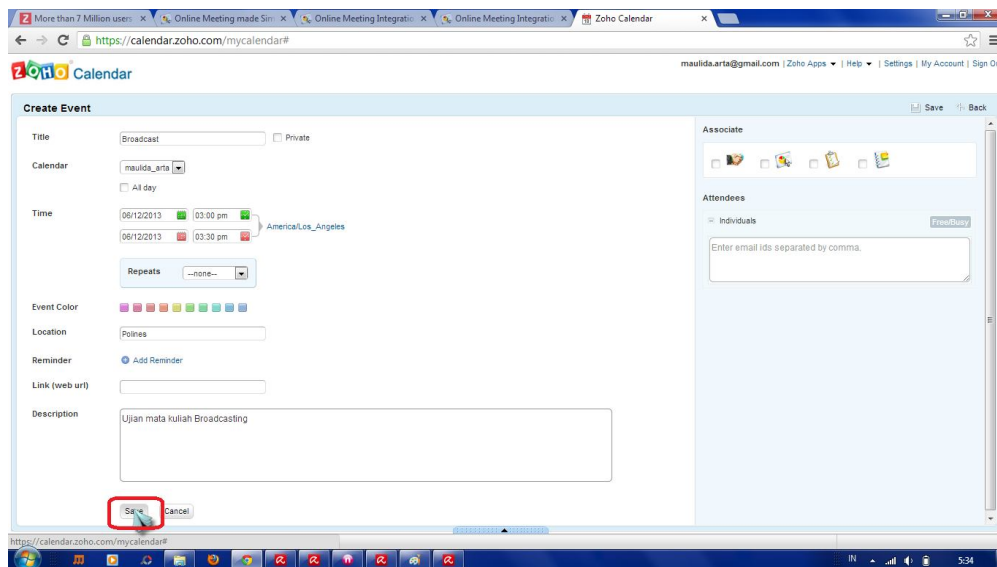 More than 7 Million users
Online Meeting made Sim
Online Meeting Integratio
Online Meeting Integratio
Zoho Calendar
https://calendar.zoho.com/mycalendar#
ZOHO Calendar
maulida.arta@gmail.com | Zoho Apps | Help | Settings | My Account | Sign O
Create Event
Save
Back
Title
Broadcast
Private
Calendar
maulida_arta
All day
Time
06/12/2013
03:00 pm
06/12/2013
03:30 pm
America/Los_Angeles
Repeats
--none--
Event Color
Location
Polines
Reminder
Add Reminder
Link (web url)
Description
Ujian mata kuliah Broadcasting
Save
Cancel
Associate
Attendees
Individuals
Free/Busy
Enter email ids separated by comma.
https://calendar.zoho.com/mycalendar#
IN
5:34